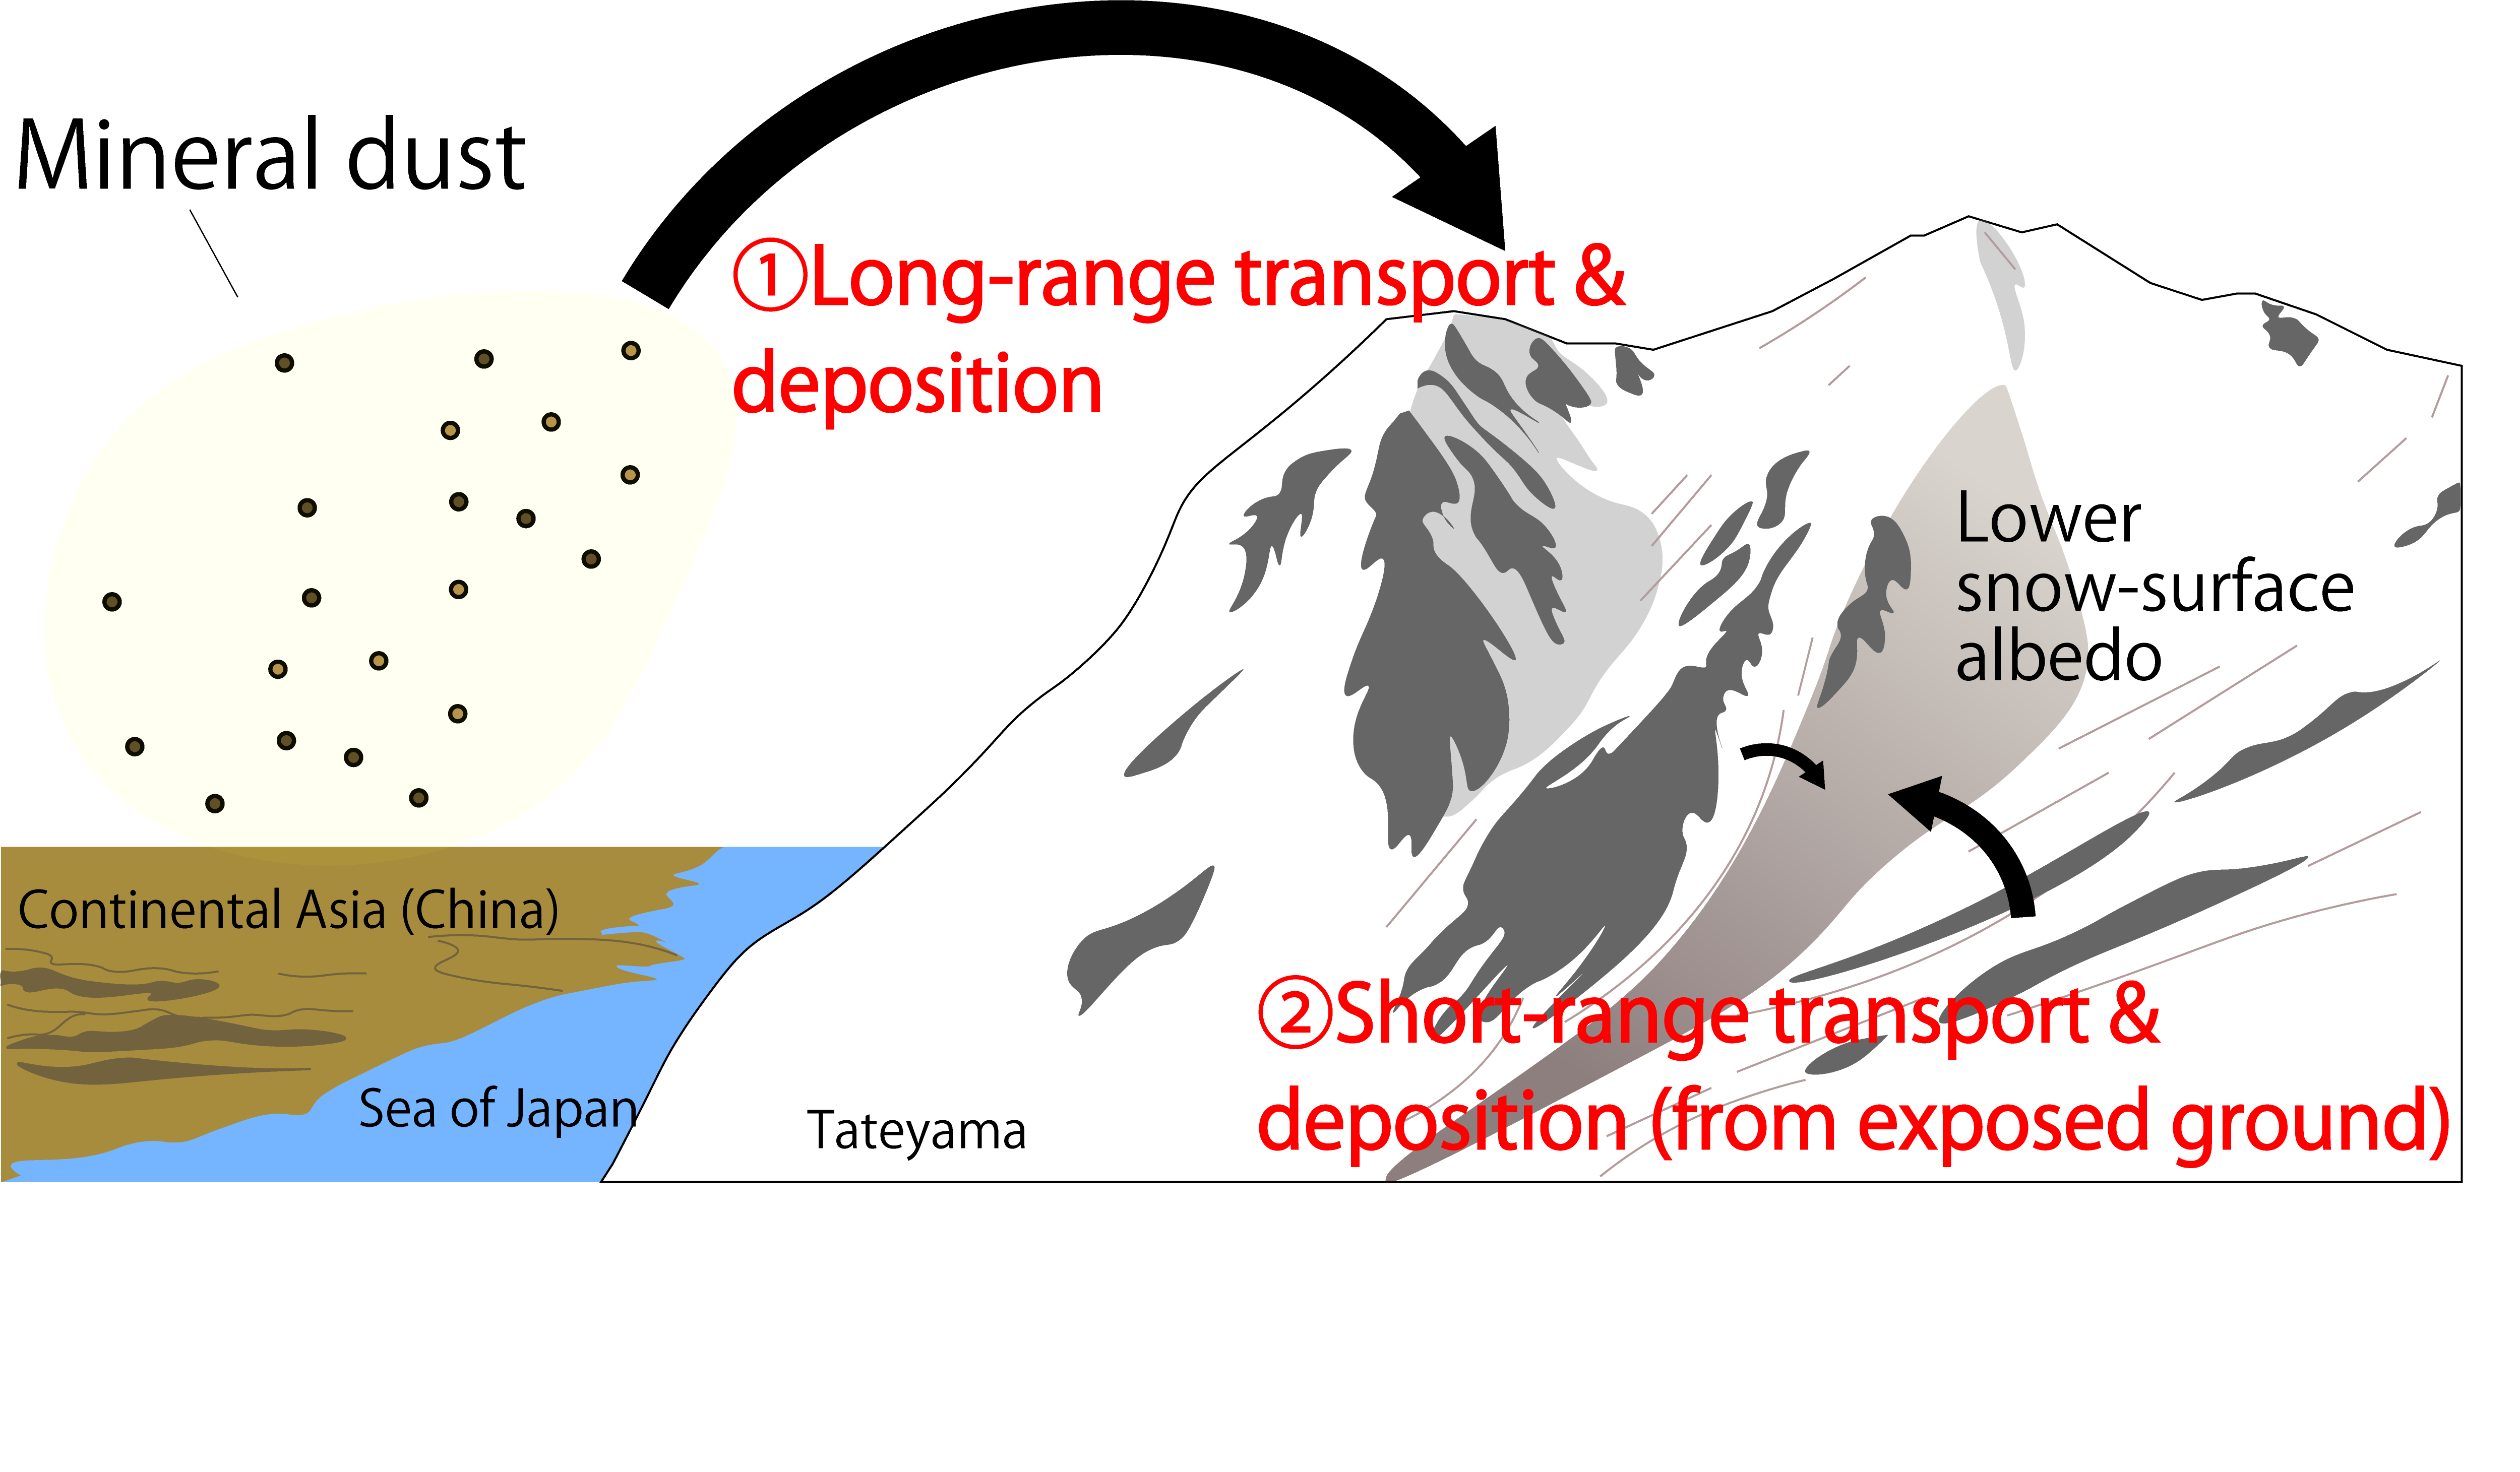 Mineral dust
①Long-range transport &
deposition
Lower
snow-surface
albedo
Continental Asia (China)
Sea of Japan
Tateyama
②Short-range transport &
deposition (from exposed ground)